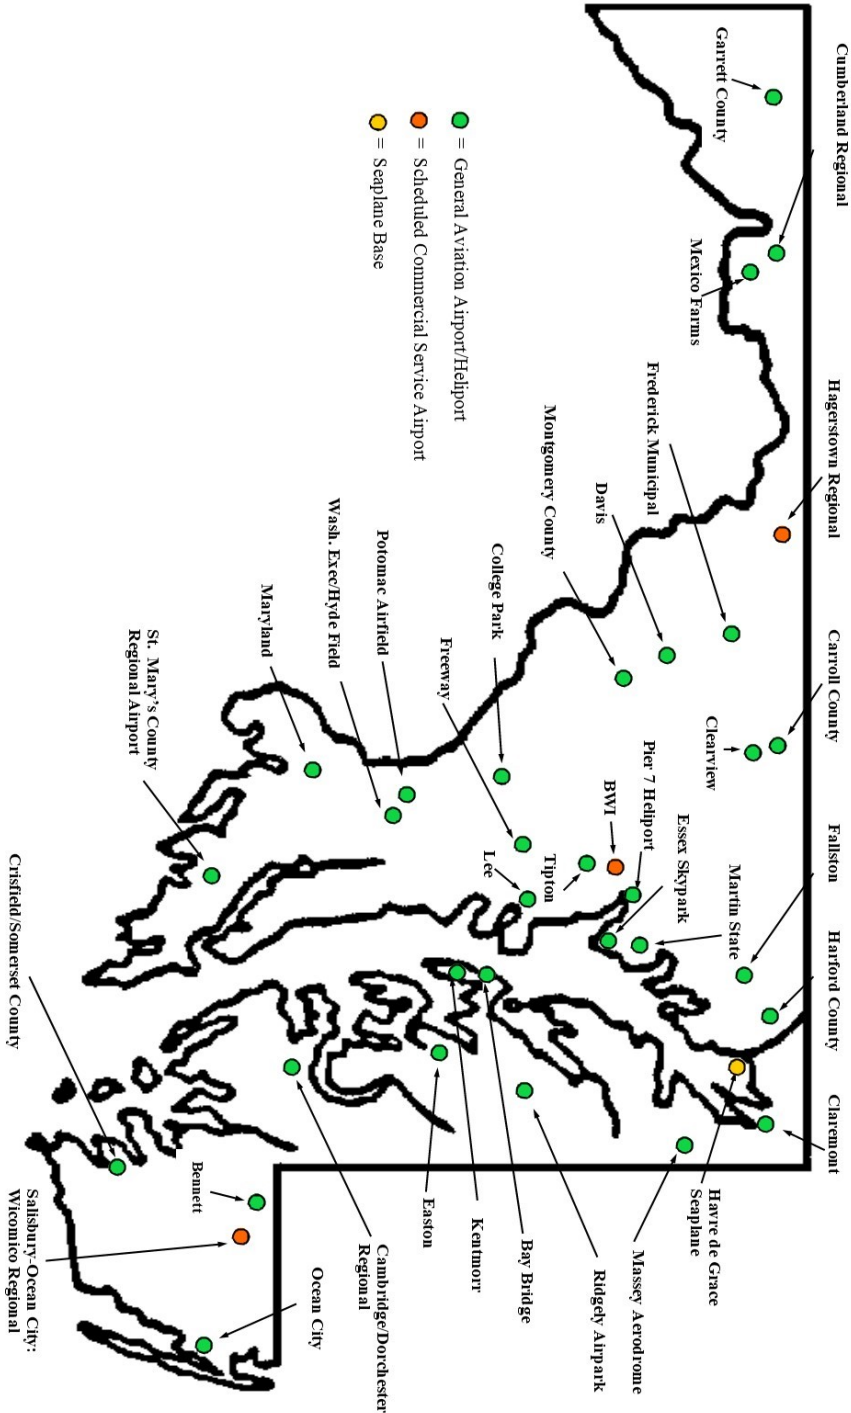 Cumberland Regional
Hagerstown Regional
Carroll County
Fallston
Harford County
Claremont
Garrett County
Mexico Farms
Frederick Municipal
Clearview
Pier 7 Heliport
Essex Skypark
Martin State
Havre de Grace
Seaplane
Davis
BWI
Massey Aerodrome
Montgomery County
Tipton
Ridgely Airpark
College Park
Lee
Bay Bridge
Freeway
Kentmorr
= General Aviation Airport/Heliport
= Scheduled Commercial Service Airport
= Seaplane Base
Potomac Airfield
Easton
Wash. Exec/Hyde Field
Cambridge/Dorchester
Regional
Maryland
Ocean City
St. Mary's County
Regional Airport
Bennett
Crisfield/Somerset County
Salisbury-Ocean City:
Wicomico Regional